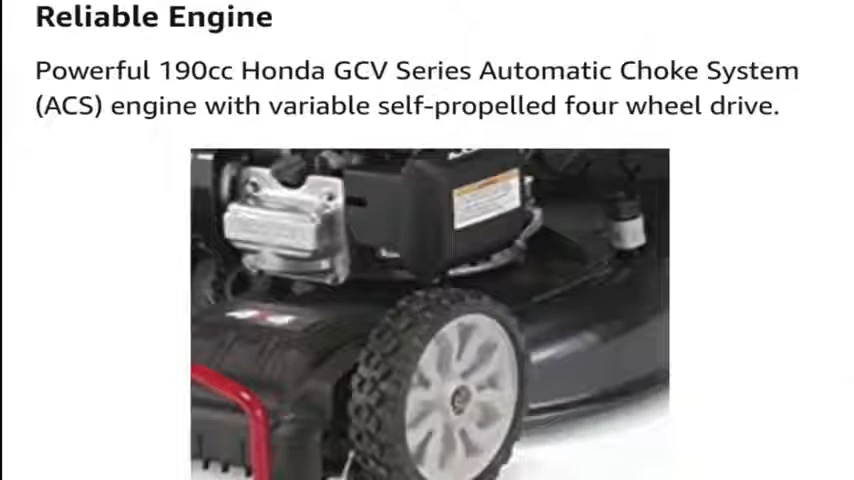 Reliable Engine
Powerful 190cc Honda GCV Series Automatic Choke System
(ACS) engine with variable self-propelled four wheel drive.